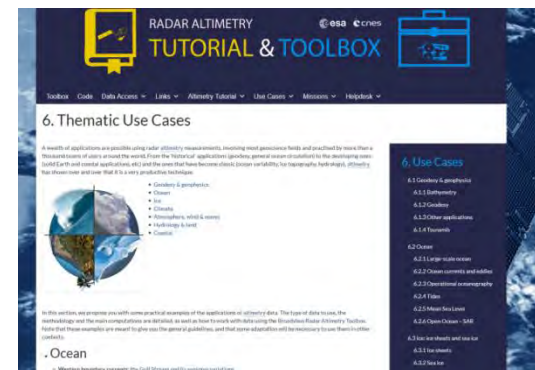 RADAR ALTIMETRY
esa cnes
TUTORIAL & TOOLBOX
Toolbox Code Data Access Links Altimetry Tutorial Use Cases Missions Helpdesk
6. Thematic Use Cases
A wealth of applications are possible using radar altimetry measurements, involving most geoscience fields and practised by more than a
thousand teams of users around the world. From the 'historical' applications (geodesy, general ocean circulation) to the developing ones
(solid Earth and coastal applications, etc) and the ones that have become classic (ocean variability, ice topography, hydrology), altimetry
has shown over and over that it is a very productive technique.
• Geodesy & geophysics
• Ocean
• Ice
• Climate
• Atmosphere, wind & waves
• Hydrology & land
• Coastal
In this section, we propose you with some practical examples of the applications of altimetry data. The type of data to use, the
methodology and the main computations are detailed, as well as how to work with data using the Broadview Radar Altimetry Toolbox.
Note that those examples are meant to give you the general guidelines, and that some adaptation will be necessary to use them in other
contexts.
Ocean
Western boundary currents: the Gulf Stream and its
6. Use Cases
6.1 Geodesy & geophysics
6.1.1 Bathymetry
6.1.2 Geodesy
6.1.3 Other applications
6.1.4 Tsunamis
6.2 Ocean
6.2.1 Large-scale ocean
6.2.2 Ocean currents and eddies
6.2.3 Operational oceanography
6.2.4 Tides
6.2.5 Mean Sea Level
6.2.6 Open Ocean - SAR
6.3 Ice: ice sheets and sea ice
6.3.1 Ice sheets
6.3.2 Sea ice